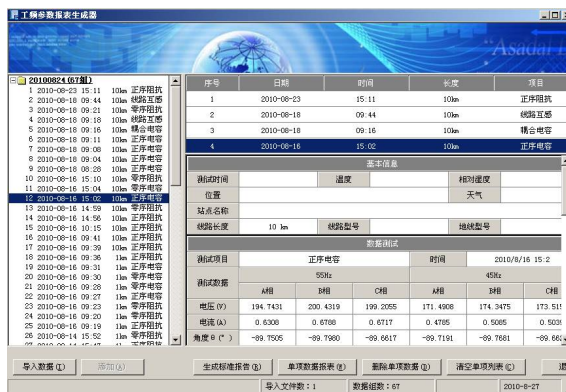 工频参数报表生成器
Asadal I
20100824(67组)
1 2010-08-23 15:11 10km 正序阻抗
2 2010-08-18 09:44 10km 线路互感
3 2010-08-18 09:21 10km 零序阻抗
4 2010-08-18 09:18 10km 线路互感
5 2010-08-18 09:16 10km 耦合电容
6 2010-08-18 09:11 10km 正序电容
7 2010-08-18 09:08 10km 正序阻抗
8 2010-08-18 09:04 10km 正序阻抗
9 2010-08-18 08:28 10km 正序阻抗
10 2010-08-16 15:10 10km 零序阻抗
11 2010-08-16 15:04 10km 零序电容
12 2010-08-16 15:02 10km 正序电容
13 2010-08-16 14:59 10km 零序阻抗
14 2010-08-16 14:56 10km 正序阻抗
15 2010-08-16 10:15 10km 正序阻抗
16 2010-08-16 09:41 10km 正序阻抗
17 2010-08-16 09:39 10km 正序阻抗
18 2010-08-16 09:36 1km 正序阻抗
19 2010-08-16 09:31 1km 正序电容
20 2010-08-16 09:30 1km 零序电容
21 2010-08-16 09:28 1km 零序电容
22 2010-08-16 09:27 1km 正序电容
23 2010-08-16 09:23 1km 零序阻抗
24 2010-08-16 09:20 1km 零序阻抗
25 2010-08-16 09:19 1km 正序阻抗
26 2010-08-14 15:52 1km 零序阻抗
序号 日期 时间 长度 项目
1 2010-08-23 15:11 10km 正序阻抗
2 2010-08-18 09:44 10km 线路互感
3 2010-08-18 09:16 10km 耦合电容
4 2010-08-16 15:02 10km 正序电容
基本信息
测试时间 温度 相对湿度
位置 天气
站点名称
线路长度 10 km 线路型号 地线型号
数据测试
测试项目 正序电容 时间 2010/8/16 15:2
测试数据 55Hz 45Hz
A相 B相 C相 A相 B相 C相
电压(V) 194.7431 200.4319 199.2055 171.4908 174.3475 173.51
电流(A) 0.6308 0.6788 0.6717 0.4785 0.5085 0.503
角度θ(°) -89.7505 -89.7980 -89.6617 -89.7191 -89.7681 -89.66
导入数据(I) 添加(A) 生成标准报告(B) 单项数据报表(M) 删除单项数据(D) 清空单项列表(C) 退
导入文件数：1 数据组数：67 2010-8-27